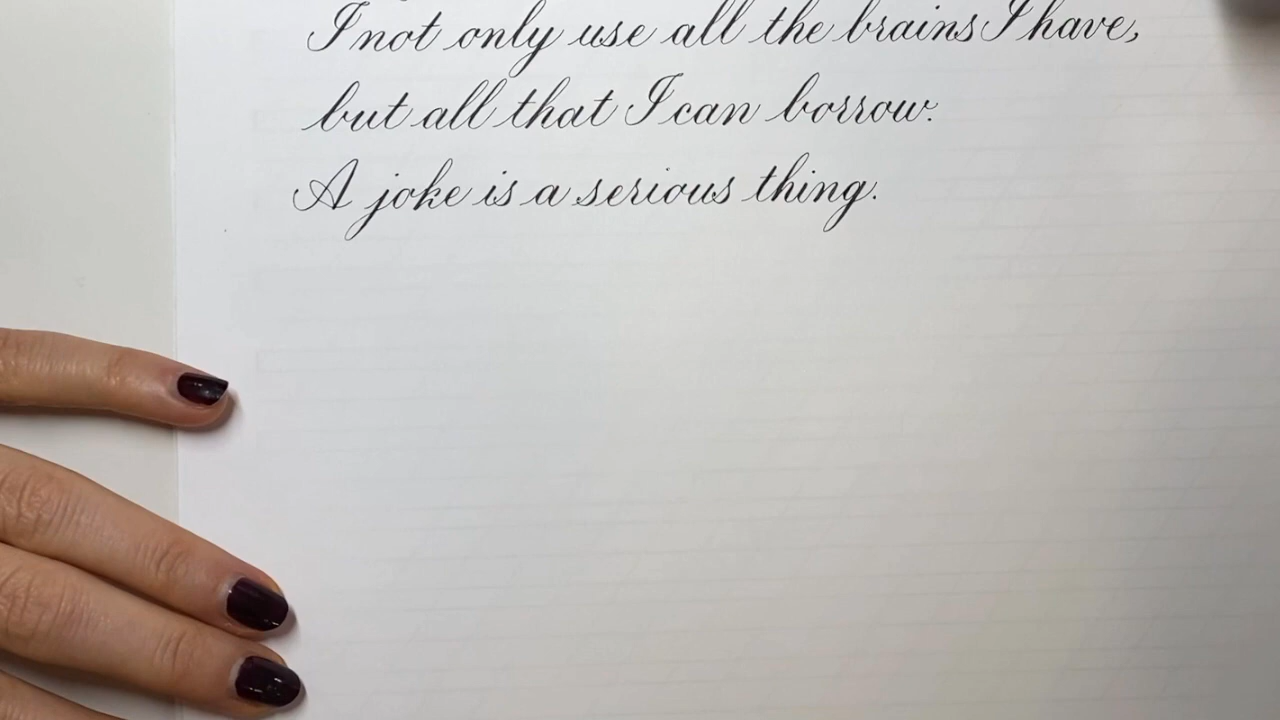 I not only use all the brains I have,
but all that I can borrow.
A joke is a serious thing.